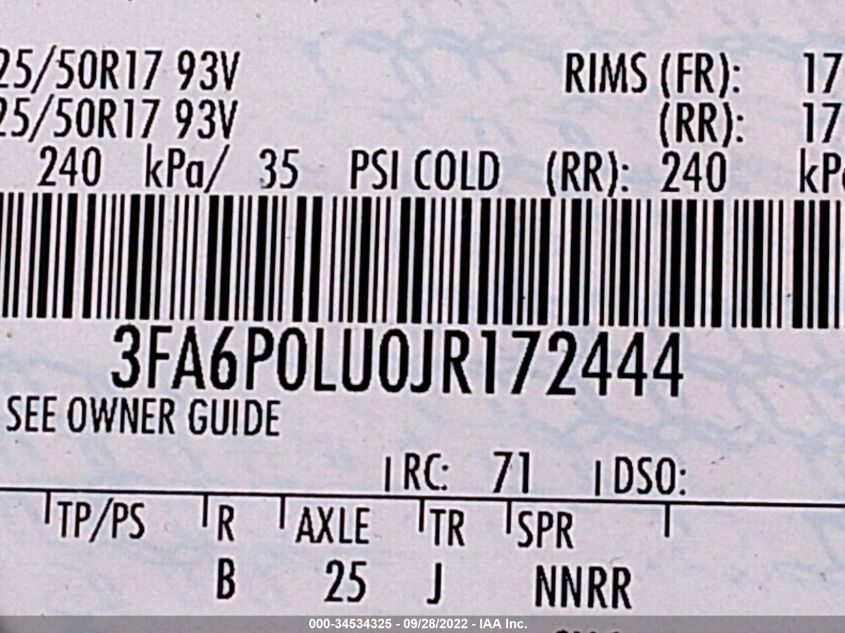 25/50R17 93V RIMS (FR): 17
25/50R17 93V (RR): 17
240 kPa/ 35 PSI COLD (RR): 240 kPa
3FA6P0LU0JR172444
SEE OWNER GUIDE
RC: 71 DSO:
TP/PS R AXLE TR SPR
B 25 J NNRR
000-34534325 - 09/28/2022 - IAA Inc.